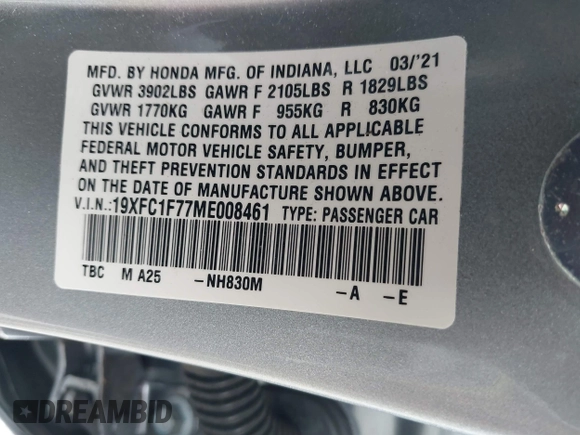 MFD. BY HONDA MFG. OF INDIANA, LLC 03/'21
GVWR 3902LBS GAWR F 2105LBS R 1829LBS
GVWR 1770KG GAWR F 955KG R 830KG
THIS VEHICLE CONFORMS TO ALL APPLICABLE
FEDERAL MOTOR VEHICLE SAFETY, BUMPER,
AND THEFT PREVENTION STANDARDS IN EFFECT
ON THE DATE OF MANUFACTURE SHOWN ABOVE.
V.I.N.:19XFC1F77ME008461 TYPE: PASSENGER CAR
TBC M A25 -NH830M -A -E
DREAMBID